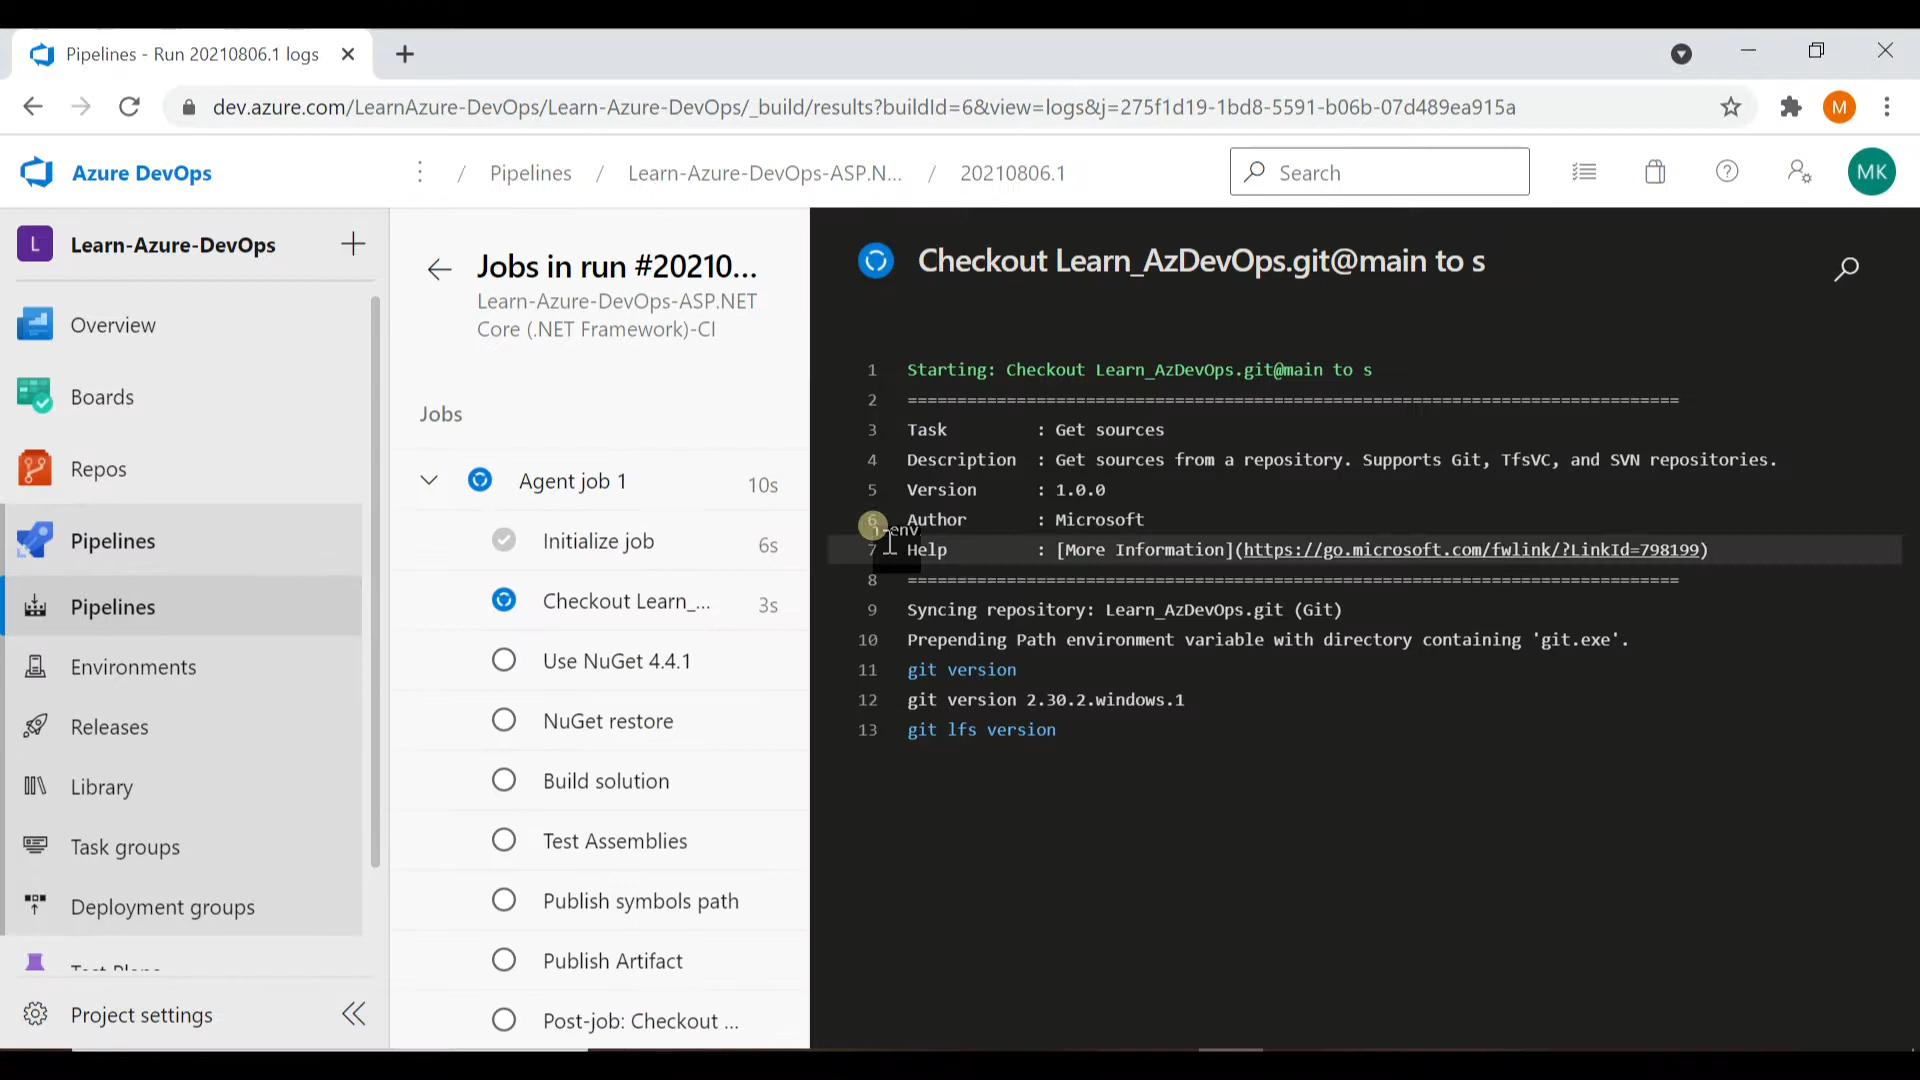 Pipelines - Run 20210806.1 logs
dev.azure.com/LearnAzure-DevOps/Learn-Azure-DevOps/_build/results?buildId=6&view=logs&j=275f1d19-1bd8-5591-b06b-07d489ea915a
M
Azure DevOps
/ Pipelines / Learn-Azure-DevOps-ASP.N... / 20210806.1
Search
MK
L Learn-Azure-DevOps
Overview
Boards
Repos
Pipelines
Pipelines
Environments
Releases
Library
Task groups
Deployment groups
Test Plans
Project settings
Jobs in run #20210...
Learn-Azure-DevOps-ASP.NET
Core (.NET Framework)-CI
Jobs
Agent job 1 10s
Initialize job 6s
Checkout Learn_... 3s
Use NuGet 4.4.1
NuGet restore
Build solution
Test Assemblies
Publish symbols path
Publish Artifact
Post-job: Checkout ...
Checkout Learn_AzDevOps.git@main to s
1 Starting: Checkout Learn_AzDevOps.git@main to s
2 ==============================================================================
3 Task : Get sources
4 Description : Get sources from a repository. Supports Git, TfsVC, and SVN repositories.
5 Version : 1.0.0
6 Author : Microsoft
7 Help : [More Information](https://go.microsoft.com/fwlink/?LinkId=798199)
8 ==============================================================================
9 Syncing repository: Learn_AzDevOps.git (Git)
10 Prepending Path environment variable with directory containing 'git.exe'.
11 git version
12 git version 2.30.2.windows.1
13 git lfs version